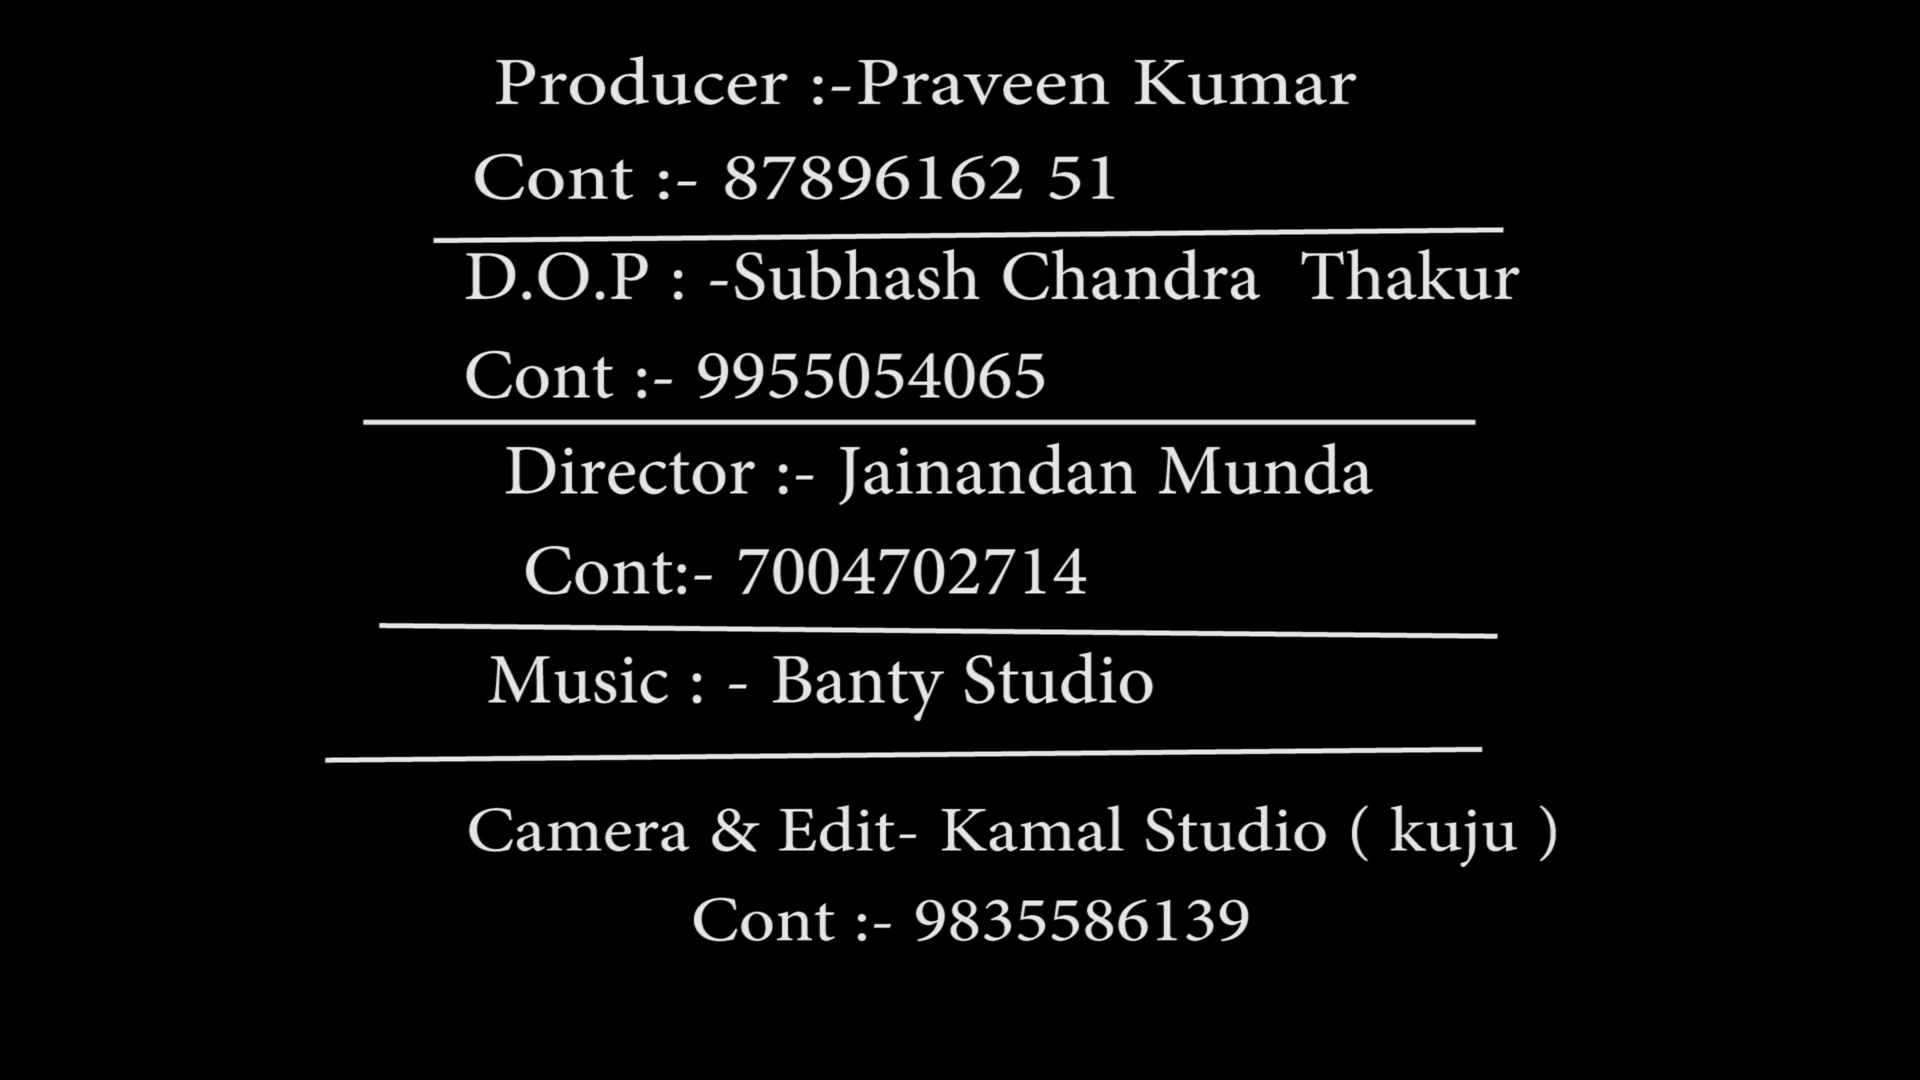 Producer :-Praveen Kumar
Cont :- 87896162 51
D.O.P : -Subhash Chandra  Thakur
Cont :- 9955054065
Director :- Jainandan Munda
Cont:- 7004702714
Music : - Banty Studio
Camera & Edit- Kamal Studio ( kuju )
Cont :- 9835586139